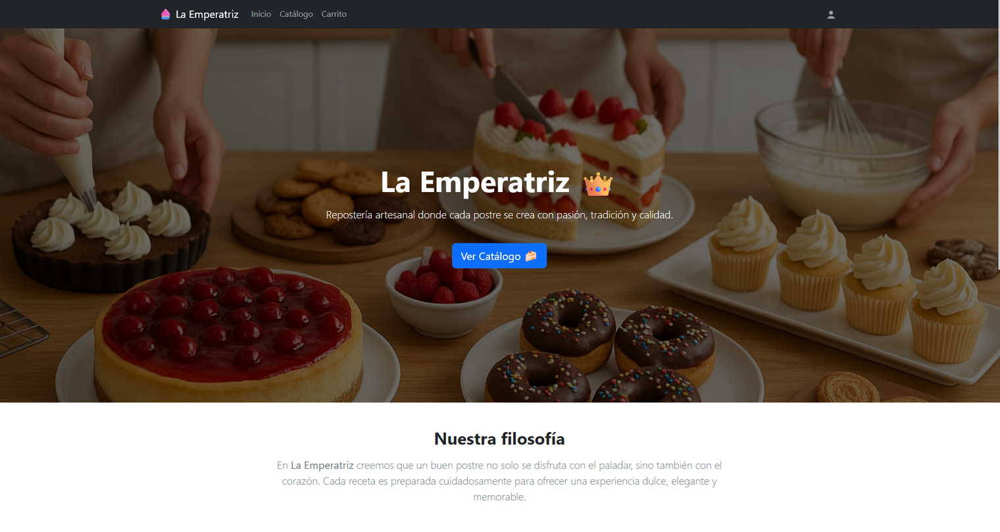 La Emperatriz Inicio Catálogo Carrito
La Emperatriz
Repostería artesanal donde cada postre se crea con pasión, tradición y calidad.
Ver Catálogo
Nuestra filosofía
En La Emperatriz creemos que un buen postre no solo se disfruta con el paladar, sino también con el
corazón. Cada receta es preparada cuidadosamente para ofrecer una experiencia dulce, elegante y
memorable.